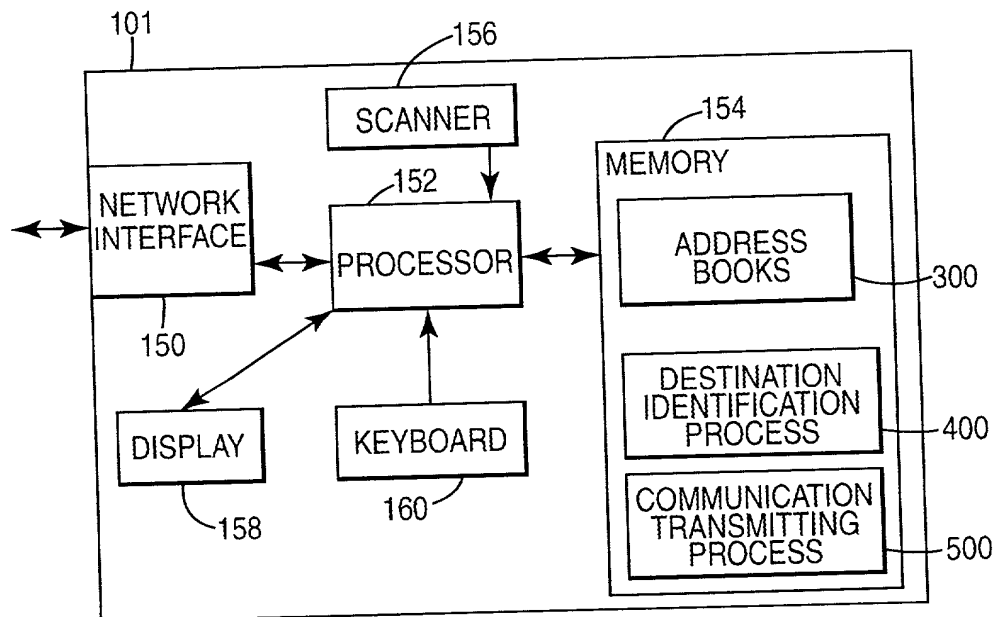 101
156
SCANNER
154
MEMORY
NETWORK
INTERFACE
152
PROCESSOR
ADDRESS
BOOKS
300
150
DESTINATION
IDENTIFICATION
PROCESS
400
DISPLAY
KEYBOARD
158
160
COMMUNICATION
TRANSMITTING
PROCESS
500